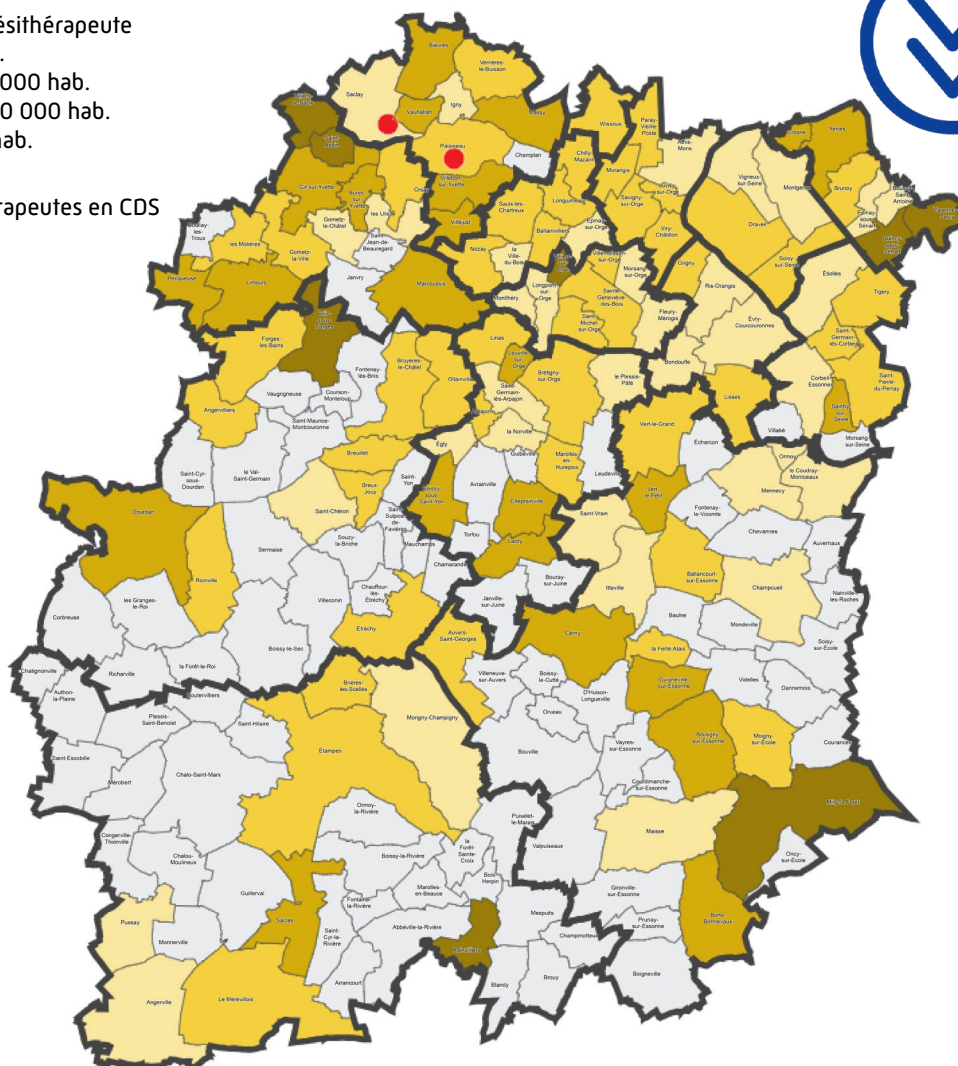 ésithérapeute
.
000 hab.
0 000 hab.
hab.
rapeutes en CDS
Bièvres
Verrières-
le-Buisson
Saclay
Igny
Vauhallan
Massy
Wissous
Paray-
Vieille-
Poste
Saint-
Aubin
Palaiseau
Champlan
Chilly-
Mazarin
Athis-
Mons
Crosne
Yerres
Villebon-
sur-Yvette
Morangis
Vigneux-
sur-Seine
Montgeron
Brunoy
Gif-sur-Yvette
Bures-
sur-
Yvette
Orsay
les Ulis
Gometz-
le-Châtel
Villejust
Saulx-les-
Chartreux
Longjumeau
Savigny-
sur-Orge
Draveil
Épinay-
sous-
Sénart
Ballainvilliers
Épinay-
sur-Orge
Viry-
Châtillon
Saint-
Jean-de-
Beauregard
les Molières
Gometz-
la-Ville
Janvry
Nozay
la
Ville-
du-Bois
Villemoisson-
sur-Orge
Morsang-
sur-Orge
Grigny
Soisy-
sur-Seine
Étiolles
Pecqueuse
Limours
Marcoussis
Montlhéry
Longpont-
sur-
Orge
Sainte-
Geneviève-
des-Bois
Ris-Orangis
Tigery
Saint-
Michel-
sur-Orge
Fleury-
Mérogis
Évry-
Courcouronnes
Forges-
les-Bains
Linas
Bondoufle
Saint-
Germain-
lès-Corbeil
Fontenay-
lès-Briis
Bruyères-
le-Châtel
Ollainville
Leuville-
sur-
Orge
Brétigny-
sur-Orge
le Plessis-
Pâté
Lisses
Corbeil-
Essonnes
Saint-
Pierre-
du-Perray
Angervilliers
Vaugrigneuse
Courson-
Monteloup
Saint-
Germain-
lès-Arpajon
Arpajon
Saintry-
sur-
Seine
Saint-Maurice-
Montcouronne
la Norville
Vert-le-Grand
Villabé
Morsang-
sur-Seine
Breuillet
Égly
Guibeville
Marolles-
en-
Hurepoix
Écharcon
Ormoy
Saint-Cyr-
sous-
Dourdan
le Val-
Saint-Germain
Saint-
Yon
Leudeville
le Coudray-
Montceaux
Breux-
Jouy
Boissy-
sous-
Saint-Yon
Avrainville
Cheptainville
Vert-
le-Petit
Mennecy
Dourdan
Saint-Chéron
Saint-
Sulpice-
de-
Favières
Saint-Vrain
Fontenay-
le-Vicomte
Chevannes
Souzy-
la-Briche
Torfou
Auvernaux
Sermaise
Mauchamps
Lardy
Roinville
Chamarande
Bouray-
sur-Juine
Itteville
Ballancourt-
sur-Essonne
Champcueil
les Granges-
le-Roi
Villeconin
Chauffour-
lès-
Étréchy
Janville-
sur-Juine
Nainville-
les-Roches
Corbreuse
Étréchy
Baulne
Mondeville
Auvers-
Saint-Georges
Cerny
Soisy-
sur-École
la Forêt-le-Roi
Boissy-le-Sec
la Ferté-Alais
Richarville
Villeneuve-
sur-Auvers
Boissy-
le-Cutté
Guigneville-
sur-Essonne
Videlles
Dannemois
Chatignonville
Brières-
les-Scellés
D'Huison-
Longueville
Authon-
la-Plaine
Morigny-Champigny
Orveau
Plessis-
Saint-Benoist
Saint-Hilaire
Boutigny-
sur-Essonne
Moigny-
sur-École
Courances
Étampes
Bouville
Vayres-
sur-Essonne
Saint-Escobille
Mérobert
Chalo-Saint-Mars
Courdimanche-
sur-Essonne
Milly-la-Forêt
Ormoy-
la-Rivière
Puiselet-
le-Marais
Congerville-
Thionville
Valpuiseaux
Maisse
Chalou-
Moulineux
Boissy-la-Rivière
la
Forêt-
Sainte-
Croix
Oncy-
sur-École
Bois-
Herpin
Guillerval
Fontaine-
la-Rivière
Marolles-
en-Beauce
Gironville-
sur-Essonne
Buno-
Bonnevaux
Pussay
Saclas
Mespuits
Monnerville
Saint-
Cyr-la-
Rivière
Abbéville-la-Rivière
Champmotteux
Prunay-
sur-Essonne
Boigneville
Arrancourt
Blandy
Brouy
Angerville
Le Mérévillois